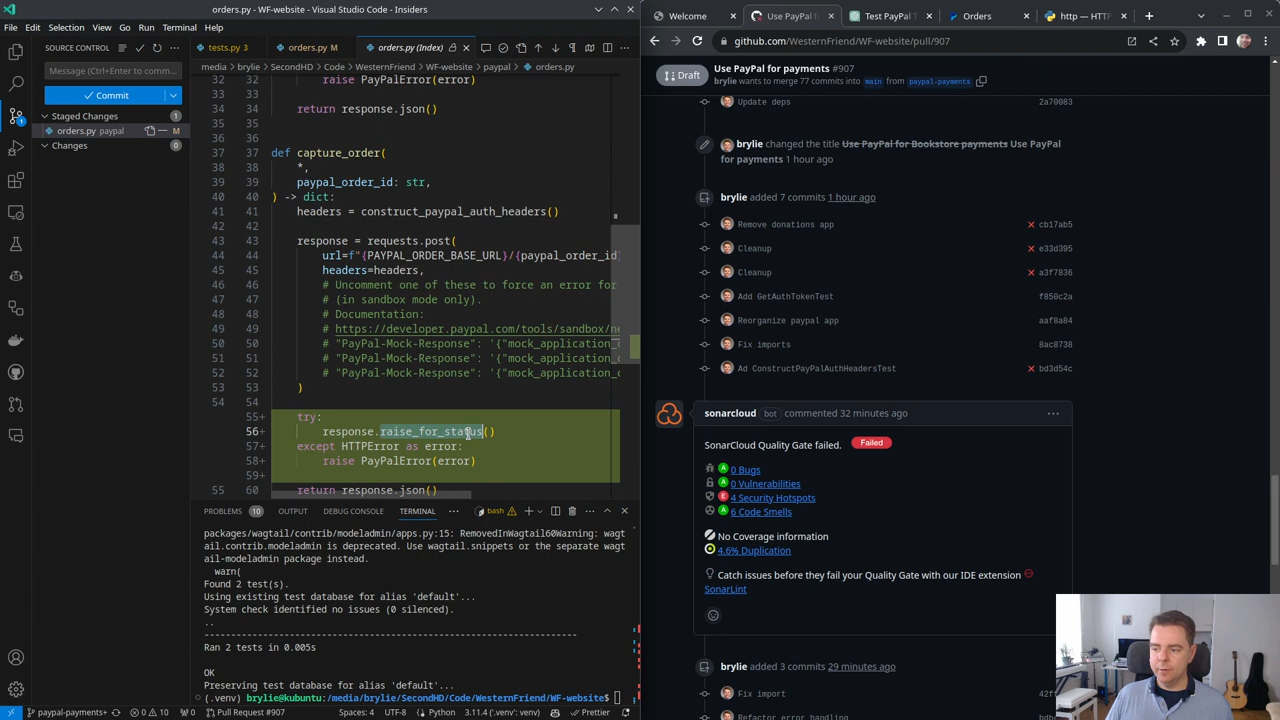 orders.py - WF-website - Visual Studio Code - Insiders
File Edit Selection View Go Run Terminal
SOURCE CONTROL
tests.py 3
orders.py M
orders.py (Index)
media > brylie > SecondHD > Code > WesternFriend > WF-website > paypal > orders.py
Message (Ctrl+Enter to comm...
Commit
Staged Changes 1
orders.py paypal M
Changes 0
32 32 raise PayPalError(error)
33 33
34 34 return response.json()
35 35
36 36
37 37 def capture_order(
38 38 *,
39 39 paypal_order_id: str,
40 40 ) -> dict:
41 41 headers = construct_paypal_auth_headers()
42 42
43 43 response = requests.post(
44 44 url=f"{PAYPAL_ORDER_BASE_URL}/{paypal_order_id}
45 45 headers=headers,
46 46 # Uncomment one of these to force an error for
47 47 # (in sandbox mode only).
48 48 # Documentation:
49 49 # https://developer.paypal.com/tools/sandbox/ne
50 50 # "PayPal-Mock-Response": '{"mock_application_
51 51 # "PayPal-Mock-Response": '{"mock_application_
52 52 # "PayPal-Mock-Response": '{"mock_application_
53 53 )
54 54
55+ try:
56+ response.raise_for_status()
57+ except HTTPError as error:
58+ raise PayPalError(error)
59+
55 60 return response.json()
PROBLEMS 10 OUTPUT DEBUG CONSOLE TERMINAL ... bash
packages/wagtail/contrib/modeladmin/apps.py:15: RemovedInWagtail60Warning: wagt
ail.contrib.modeladmin is deprecated. Use wagtail.snippets or the separate wagt
ail-modeladmin package instead.
warn(
Found 2 test(s).
Using existing test database for alias 'default'...
System check identified no issues (0 silenced).
..
----------------------------------------------------------------------
Ran 2 tests in 0.005s
OK
Preserving test database for alias 'default'...
(.venv) brylie@kubuntu:/media/brylie/SecondHD/Code/WesternFriend/WF-website$
paypal-payments+ 0 10 0 Pull Request #907 Spaces: 4 UTF-8 Python 3.11.4 ('.venv': venv) Prettier
Welcome
Use PayPal f
Test PayPal T
Orders
http — HTT
github.com/WesternFriend/WF-website/pull/907
Draft
Use PayPal for payments #907
brylie wants to merge 77 commits into main from paypal-payments
Update deps 2a70083
brylie changed the title Use PayPal for Bookstore payments Use PayPal
for payments 1 hour ago
brylie added 7 commits 1 hour ago
Remove donations app cb17ab5
Cleanup e33d395
Cleanup a3f7836
Add GetAuthTokenTest f850c2a
Reorganize paypal app aaf8a84
Fix imports 8ac8738
Ad ConstructPayPalAuthHeadersTest bd3d54c
sonarcloud bot commented 32 minutes ago
SonarCloud Quality Gate failed. Failed
A 0 Bugs
A 0 Vulnerabilities
E 4 Security Hotspots
A 6 Code Smells
No Coverage information
4.6% Duplication
Catch issues before they fail your Quality Gate with our IDE extension
SonarLint
brylie added 3 commits 29 minutes ago
Fix import
Refactor error handling